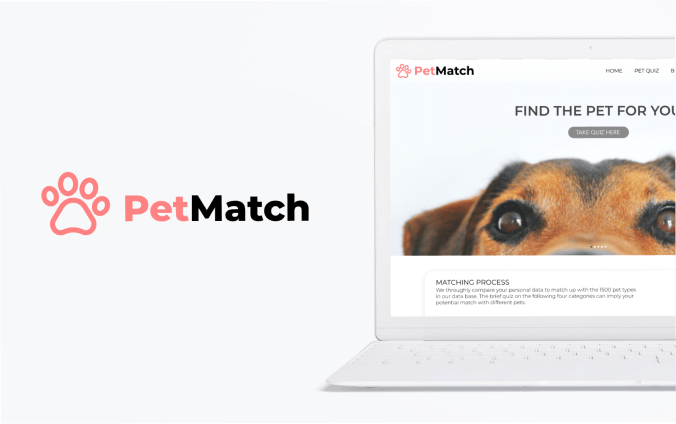 PetMatch
PetMatch
HOME PET QUIZ
FIND THE PET FOR YOU
TAKE QUIZ HERE
MATCHING PROCESS
We throughly compare your personal data to match up with the 1500 pet types
in our data base. The brief quiz on the following four categories can imply your
potential match with different pets.